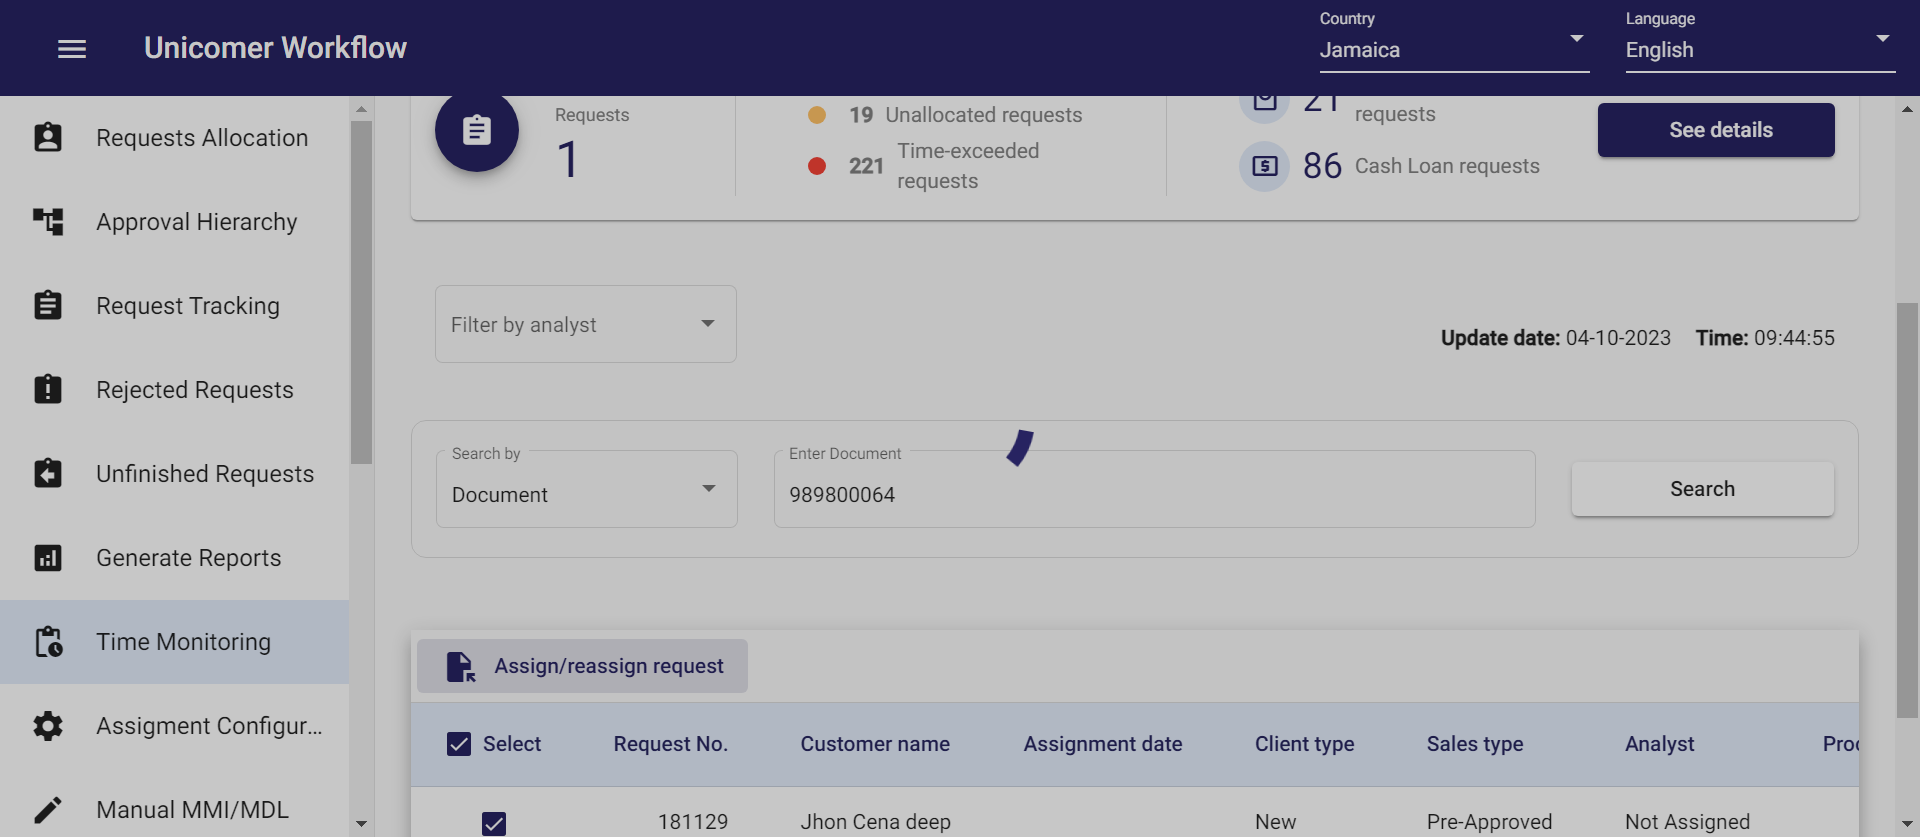 Unicomer Workflow
Country
Jamaica
Language
English
Requests Allocation
Approval Hierarchy
Request Tracking
Rejected Requests
Unfinished Requests
Generate Reports
Time Monitoring
Assigment Configur...
Manual MMI/MDL
Requests
1
19 Unallocated requests
221 Time-exceeded
requests
21 requests
86 Cash Loan requests
See details
Filter by analyst
Update date: 04-10-2023 Time: 09:44:55
Search by
Document
Enter Document
989800064
Search
Assign/reassign request
Select Request No. Customer name Assignment date Client type Sales type Analyst
181129 Jhon Cena deep New Pre-Approved Not Assigned